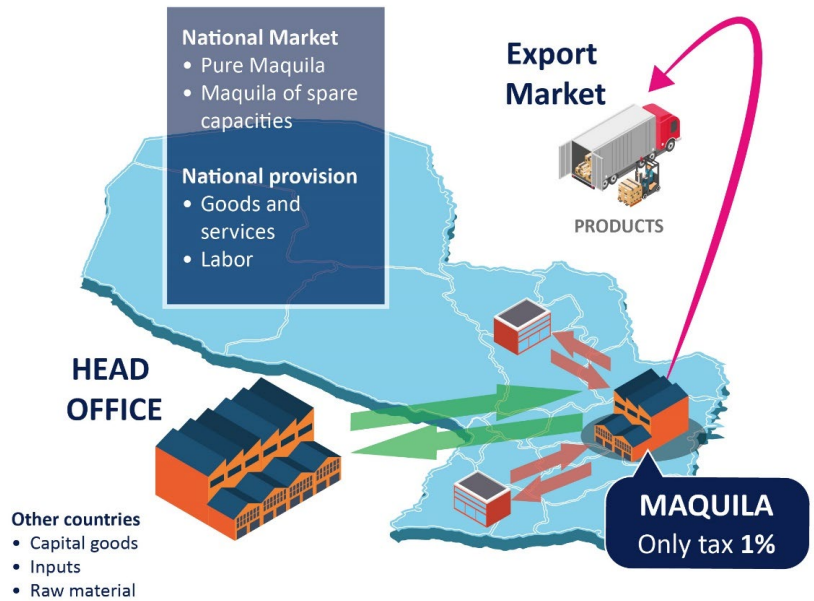 National Market
• Pure Maquila
• Maquila of spare
capacities
National provision
• Goods and
services
• Labor
Export
Market
PRODUCTS
HEAD
OFFICE
Other countries
• Capital goods
• Inputs
• Raw material
MAQUILA
Only tax 1%